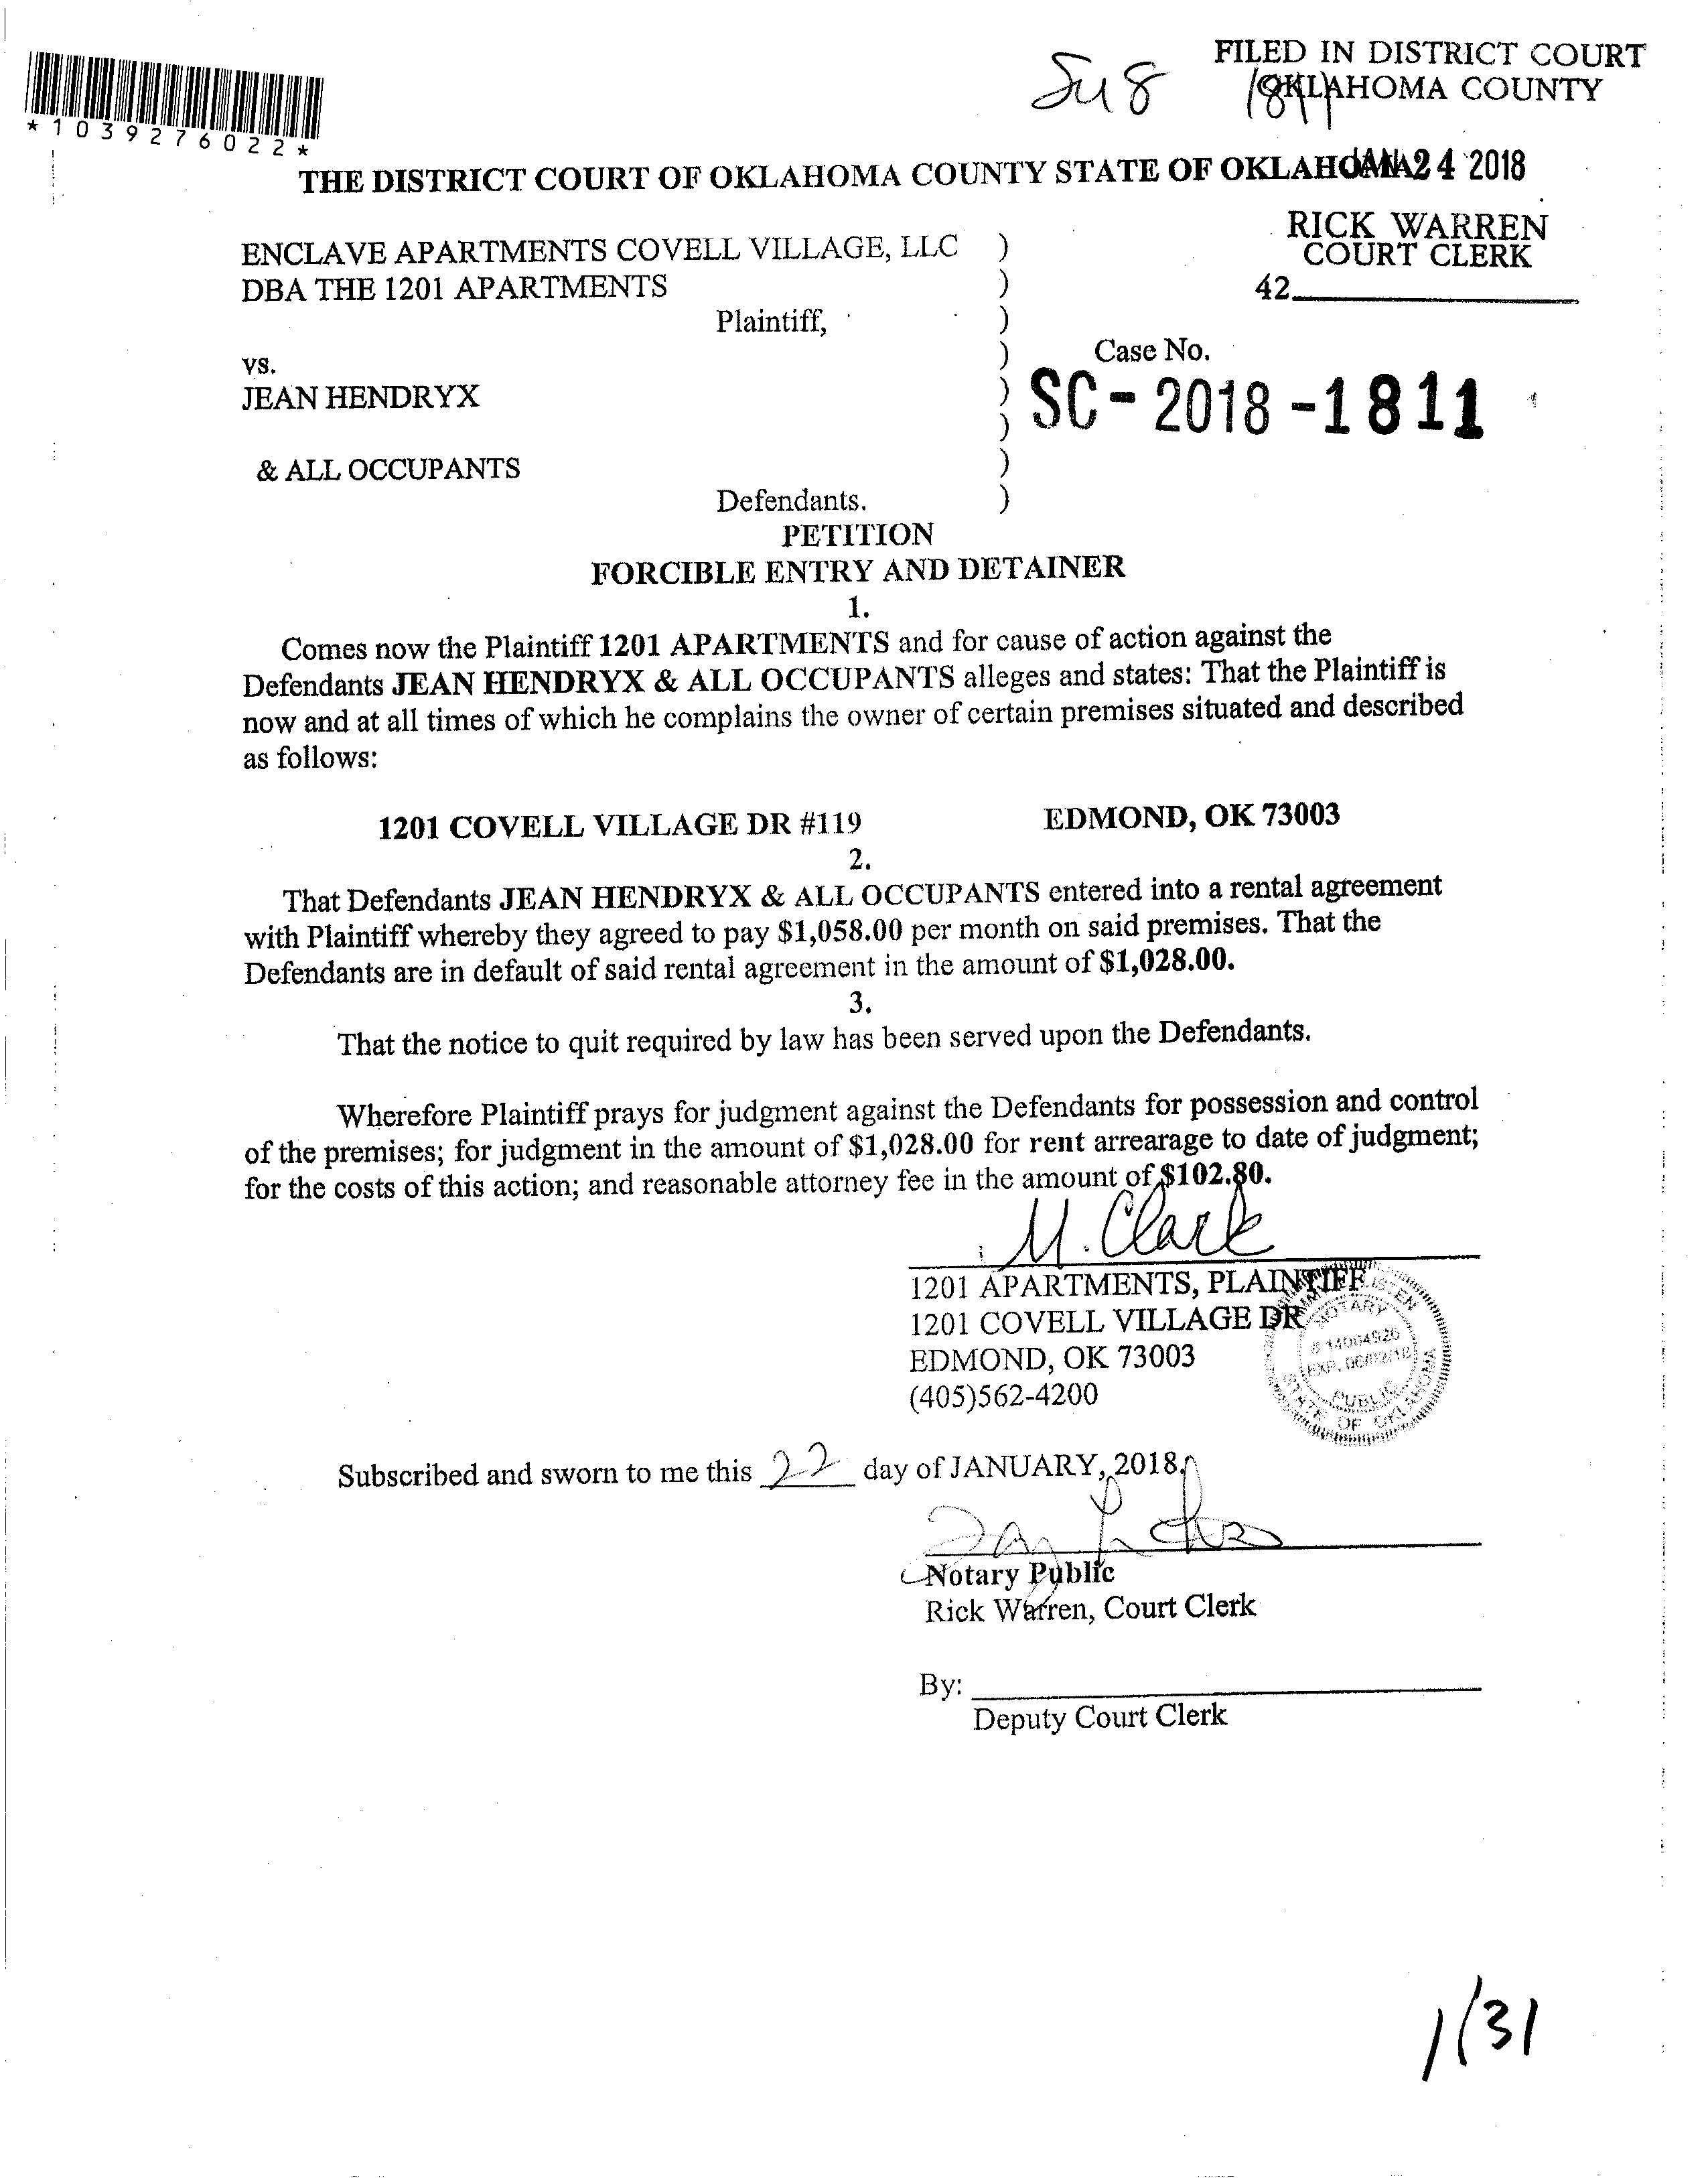 FILED IN DISTRICT COURT
OKLAHOMA COUNTY
Su 8
1811
*1039276022*
THE DISTRICT COURT OF OKLAHOMA COUNTY STATE OF OKLAHOMA
JAN 24 2018
RICK WARREN
COURT CLERK
42
ENCLAVE APARTMENTS COVELL VILLAGE, LLC )
DBA THE 1201 APARTMENTS )
Plaintiff, )
vs. )
Case No.
JEAN HENDRYX )
SC-2018-1811
)
& ALL OCCUPANTS )
Defendants. )
PETITION
FORCIBLE ENTRY AND DETAINER
1.
Comes now the Plaintiff 1201 APARTMENTS and for cause of action against the
Defendants JEAN HENDRYX & ALL OCCUPANTS alleges and states: That the Plaintiff is
now and at all times of which he complains the owner of certain premises situated and described
as follows:
1201 COVELL VILLAGE DR #119 EDMOND, OK 73003
2.
That Defendants JEAN HENDRYX & ALL OCCUPANTS entered into a rental agreement
with Plaintiff whereby they agreed to pay $1,058.00 per month on said premises. That the
Defendants are in default of said rental agreement in the amount of $1,028.00.
3.
That the notice to quit required by law has been served upon the Defendants.
Wherefore Plaintiff prays for judgment against the Defendants for possession and control
of the premises; for judgment in the amount of $1,028.00 for rent arrearage to date of judgment;
for the costs of this action; and reasonable attorney fee in the amount of $102.80.
M. Clark
1201 APARTMENTS, PLAINTIFF
1201 COVELL VILLAGE DR
EDMOND, OK 73003
(405)562-4200
NOTARY
# 14004926
EXP.
PUBLIC
STATE OF OKLAHOMA
Subscribed and sworn to me this 22 day of JANUARY, 2018.
Notary Public
Rick Warren, Court Clerk
By:
Deputy Court Clerk
1/31